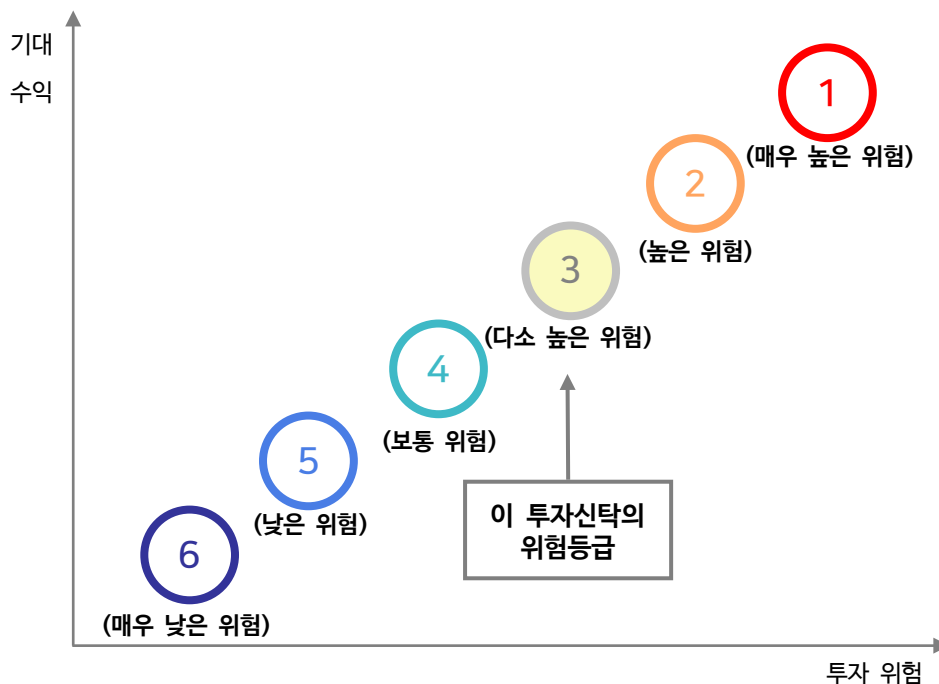 기대
수익
1
(매우 높은 위험)
2
(높은 위험)
3
(다소 높은 위험)
4
(보통 위험)
5
(낮은 위험)
6
(매우 낮은 위험)
이 투자신탁의
위험등급
투자 위험